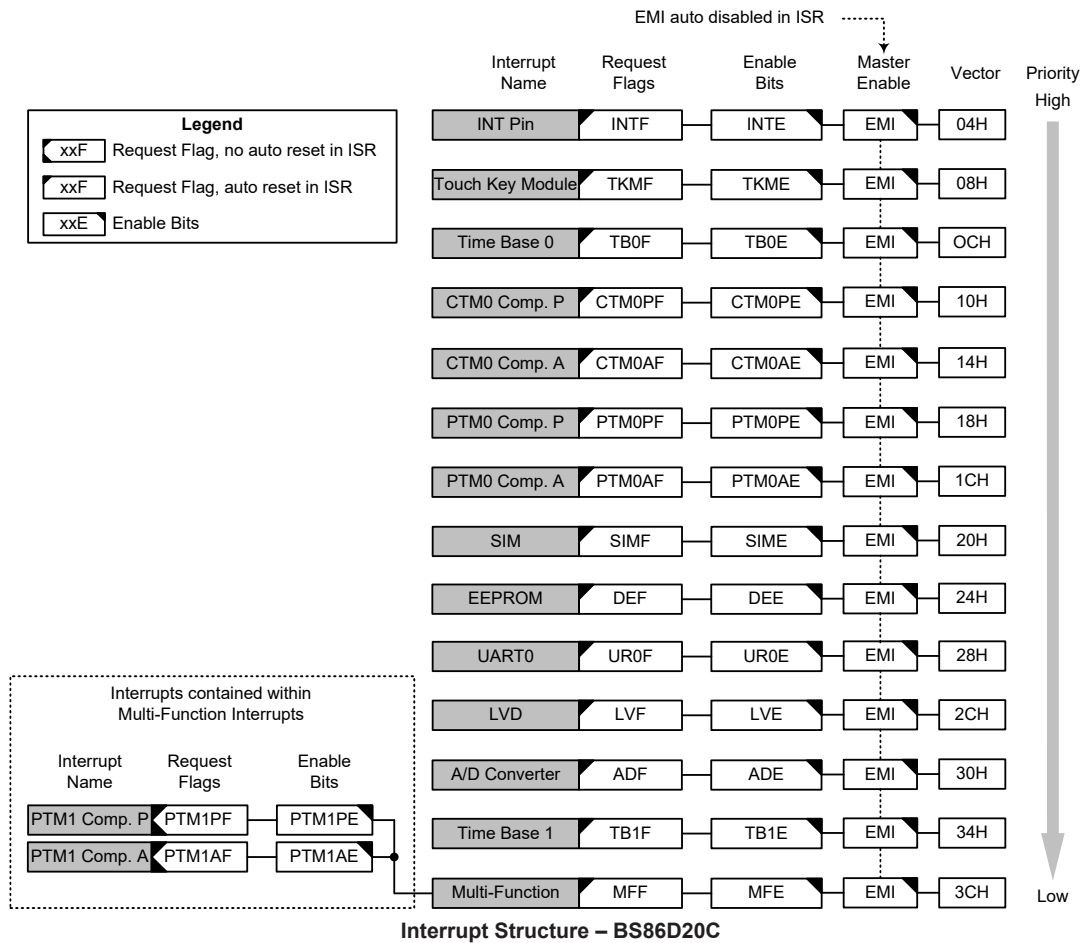 EMI auto disabled in ISR
Interrupt Name Request Flags Enable Bits Master Enable Vector Priority
High
INT Pin INTF INTE EMI 04H
Legend
xxF Request Flag, no auto reset in ISR
xxF Request Flag, auto reset in ISR
xxE Enable Bits
Touch Key Module TKMF TKME EMI 08H
Time Base 0 TB0F TB0E EMI OCH
CTM0 Comp. P CTM0PF CTM0PE EMI 10H
CTM0 Comp. A CTM0AF CTM0AE EMI 14H
PTM0 Comp. P PTM0PF PTM0PE EMI 18H
PTM0 Comp. A PTM0AF PTM0AE EMI 1CH
SIM SIMF SIME EMI 20H
EEPROM DEF DEE EMI 24H
UART0 UR0F UR0E EMI 28H
LVD LVF LVE EMI 2CH
A/D Converter ADF ADE EMI 30H
Time Base 1 TB1F TB1E EMI 34H
Multi-Function MFF MFE EMI 3CH
Low
Interrupts contained within
Multi-Function Interrupts
Interrupt Name Request Flags Enable Bits
PTM1 Comp. P PTM1PF PTM1PE
PTM1 Comp. A PTM1AF PTM1AE
Interrupt Structure – BS86D20C